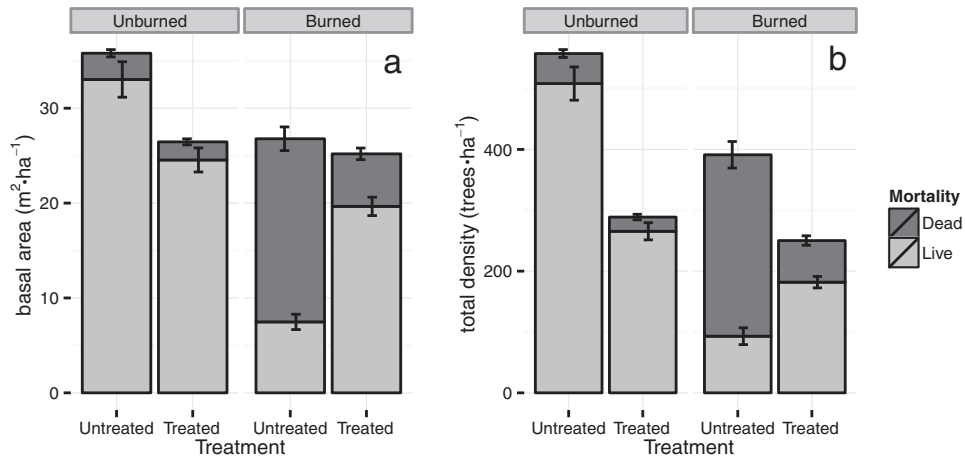 Unburned Burned
a
30
20
10
0
basal area (m²·ha⁻¹)
Untreated Treated Untreated Treated
Treatment
Unburned Burned
b
400
200
0
total density (trees·ha⁻¹)
Untreated Treated Untreated Treated
Treatment
Mortality
Dead
Live